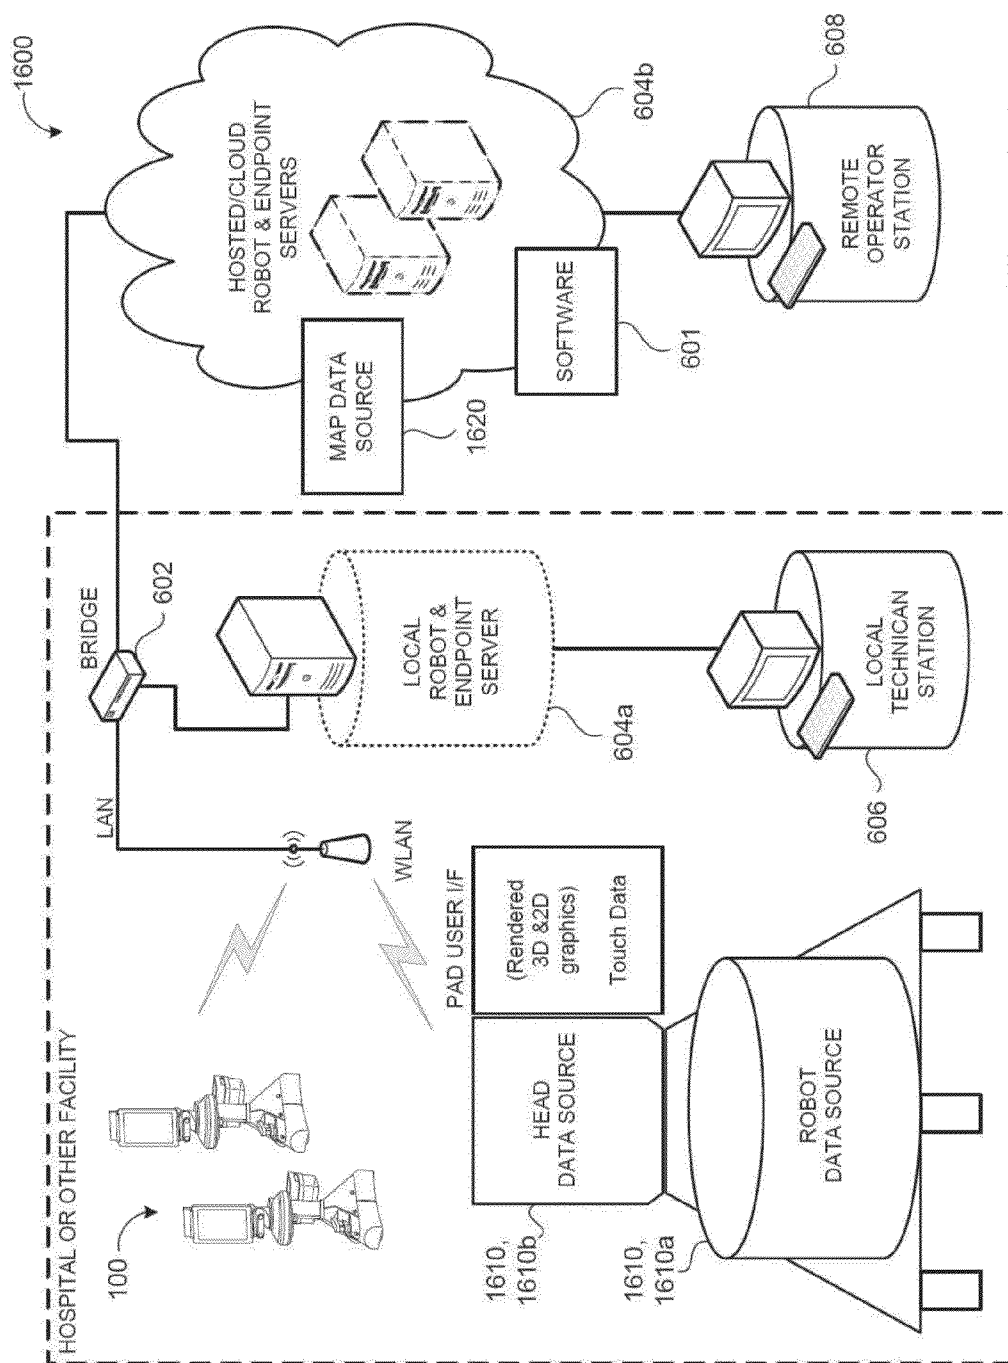 1600
HOSTED/CLOUD
ROBOT & ENDPOINT
SERVERS
604b
MAP DATA
SOURCE
1620
SOFTWARE
601
608
REMOTE
OPERATOR
STATION
HOSPITAL OR OTHER FACILITY
100
LAN
BRIDGE
602
WLAN
LOCAL
ROBOT &
ENDPOINT
SERVER
604a
LOCAL
TECHNICAN
STATION
606
PAD USER I/F
(Rendered
3D &2D
graphics)
Touch Data
HEAD
DATA SOURCE
1610,
1610b
1610,
1610a
ROBOT
DATA SOURCE